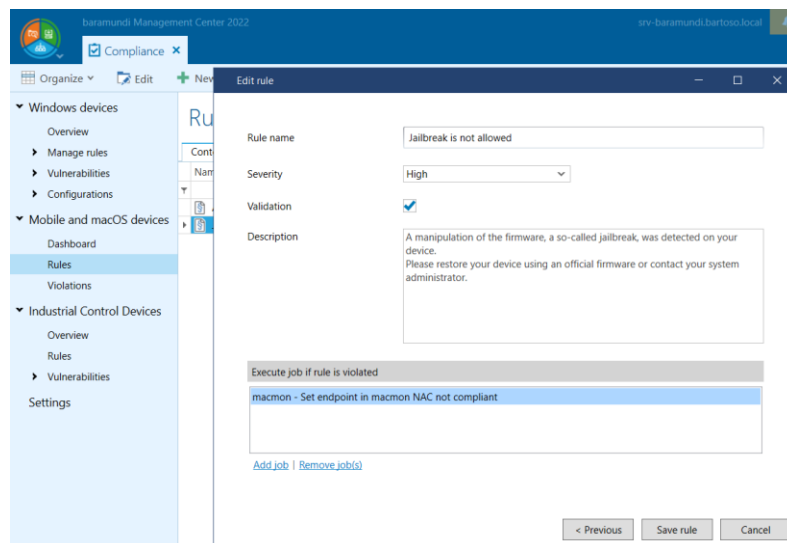 baramundi Management Center 2022
srv-baramundi.bartoso.local
Compliance
Organize
Edit
New
Windows devices
Overview
Manage rules
Vulnerabilities
Configurations
Mobile and macOS devices
Dashboard
Rules
Violations
Industrial Control Devices
Overview
Rules
Vulnerabilities
Settings
Edit rule
Rule name
Jailbreak is not allowed
Severity
High
Validation
Description
A manipulation of the firmware, a so-called jailbreak, was detected on your
device.
Please restore your device using an official firmware or contact your system
administrator.
Execute job if rule is violated
macmon - Set endpoint in macmon NAC not compliant
Add job | Remove job(s)
< Previous
Save rule
Cancel